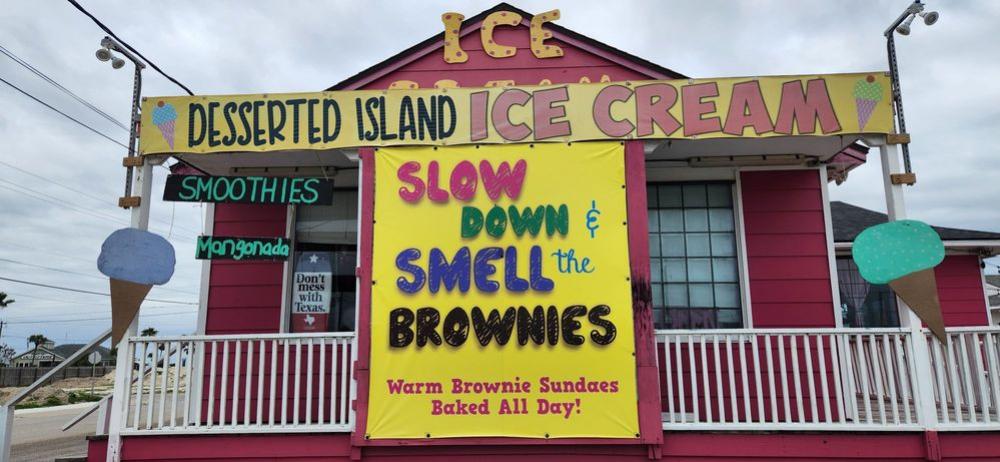 ICE
DESSERTED ISLAND ICE CREAM
SMOOTHIES
Mangonada
Don't
mess
with
Texas.
SLOW
DOWN &
SMELL the
BROWNIES
Warm Brownie Sundaes
Baked All Day!